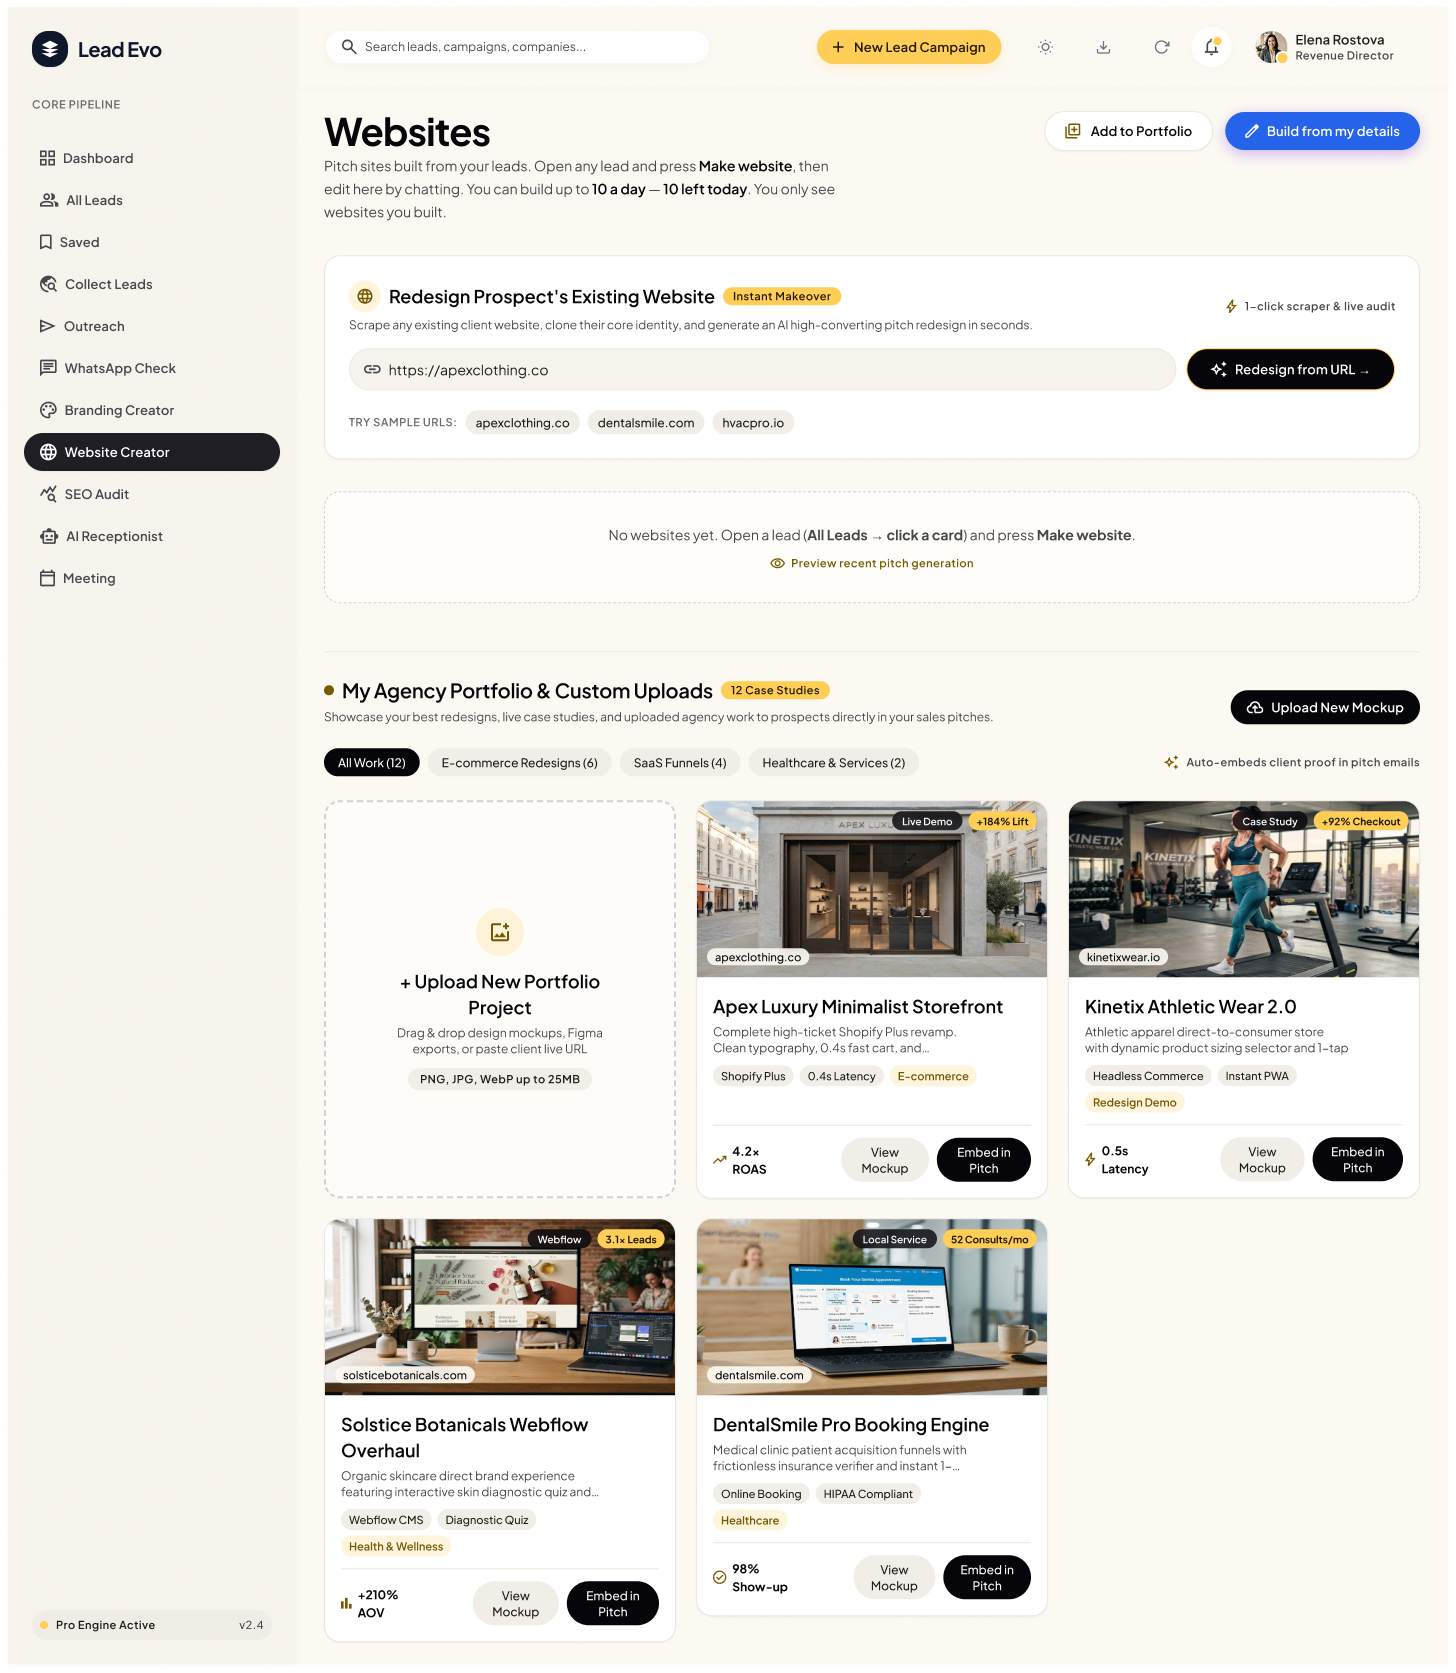 Lead Evo
Search leads, campaigns, companies...
+ New Lead Campaign
Elena Rostova
Revenue Director
CORE PIPELINE
Dashboard
All Leads
Saved
Collect Leads
Outreach
WhatsApp Check
Branding Creator
Website Creator
SEO Audit
AI Receptionist
Meeting
Pro Engine Active
v2.4
Websites
Pitch sites built from your leads. Open any lead and press Make website, then
edit here by chatting. You can build up to 10 a day — 10 left today. You only see
websites you built.
Add to Portfolio
Build from my details
Redesign Prospect's Existing Website
Instant Makeover
Scrape any existing client website, clone their core identity, and generate an AI high-converting pitch redesign in seconds.
1-click scraper & live audit
https://apexclothing.co
Redesign from URL →
TRY SAMPLE URLS:
apexclothing.co
dentalsmile.com
hvacpro.io
No websites yet. Open a lead (All Leads → click a card) and press Make website.
Preview recent pitch generation
My Agency Portfolio & Custom Uploads
12 Case Studies
Showcase your best redesigns, live case studies, and uploaded agency work to prospects directly in your sales pitches.
Upload New Mockup
All Work (12)
E-commerce Redesigns (6)
SaaS Funnels (4)
Healthcare & Services (2)
Auto-embeds client proof in pitch emails
+ Upload New Portfolio
Project
Drag & drop design mockups, Figma
exports, or paste client live URL
PNG, JPG, WebP up to 25MB
APEX
Live Demo
+184% Lift
apexclothing.co
Apex Luxury Minimalist Storefront
Complete high-ticket Shopify Plus revamp.
Clean typography, 0.4s fast cart, and...
Shopify Plus
0.4s Latency
E-commerce
4.2x
ROAS
View
Mockup
Embed in
Pitch
KINETIX
KINETIX
Case Study
+92% Checkout
kinetixwear.io
Kinetix Athletic Wear 2.0
Athletic apparel direct-to-consumer store
with dynamic product sizing selector and 1-tap
Headless Commerce
Instant PWA
Redesign Demo
0.5s
Latency
View
Mockup
Embed in
Pitch
Webflow
3.1x Leads
Embrace Your
Natural Radiance.
solsticebotanicals.com
Solstice Botanicals Webflow
Overhaul
Organic skincare direct brand experience
featuring interactive skin diagnostic quiz and...
Webflow CMS
Diagnostic Quiz
Health & Wellness
+210%
AOV
View
Mockup
Embed in
Pitch
DentalSmile
Local Service
52 Consults/mo
Book Your Dental Appointment
dentalsmile.com
DentalSmile Pro Booking Engine
Medical clinic patient acquisition funnels with
frictionless insurance verifier and instant 1-...
Online Booking
HIPAA Compliant
Healthcare
98%
Show-up
View
Mockup
Embed in
Pitch